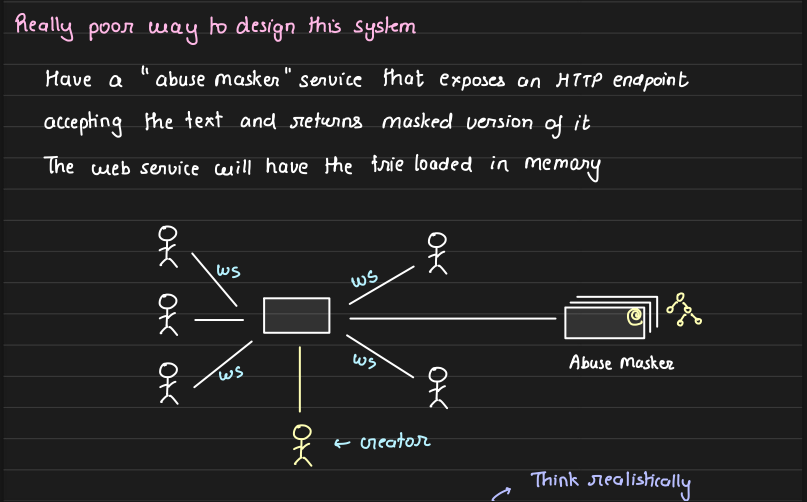 Really poor way to design this system
Have a "abuse masker" service that exposes an HTTP endpoint
accepting the text and returns masked version of it
The web service will have the trie loaded in memory
ws
ws
ws
ws
Abuse Masker
← creator
Think realistically